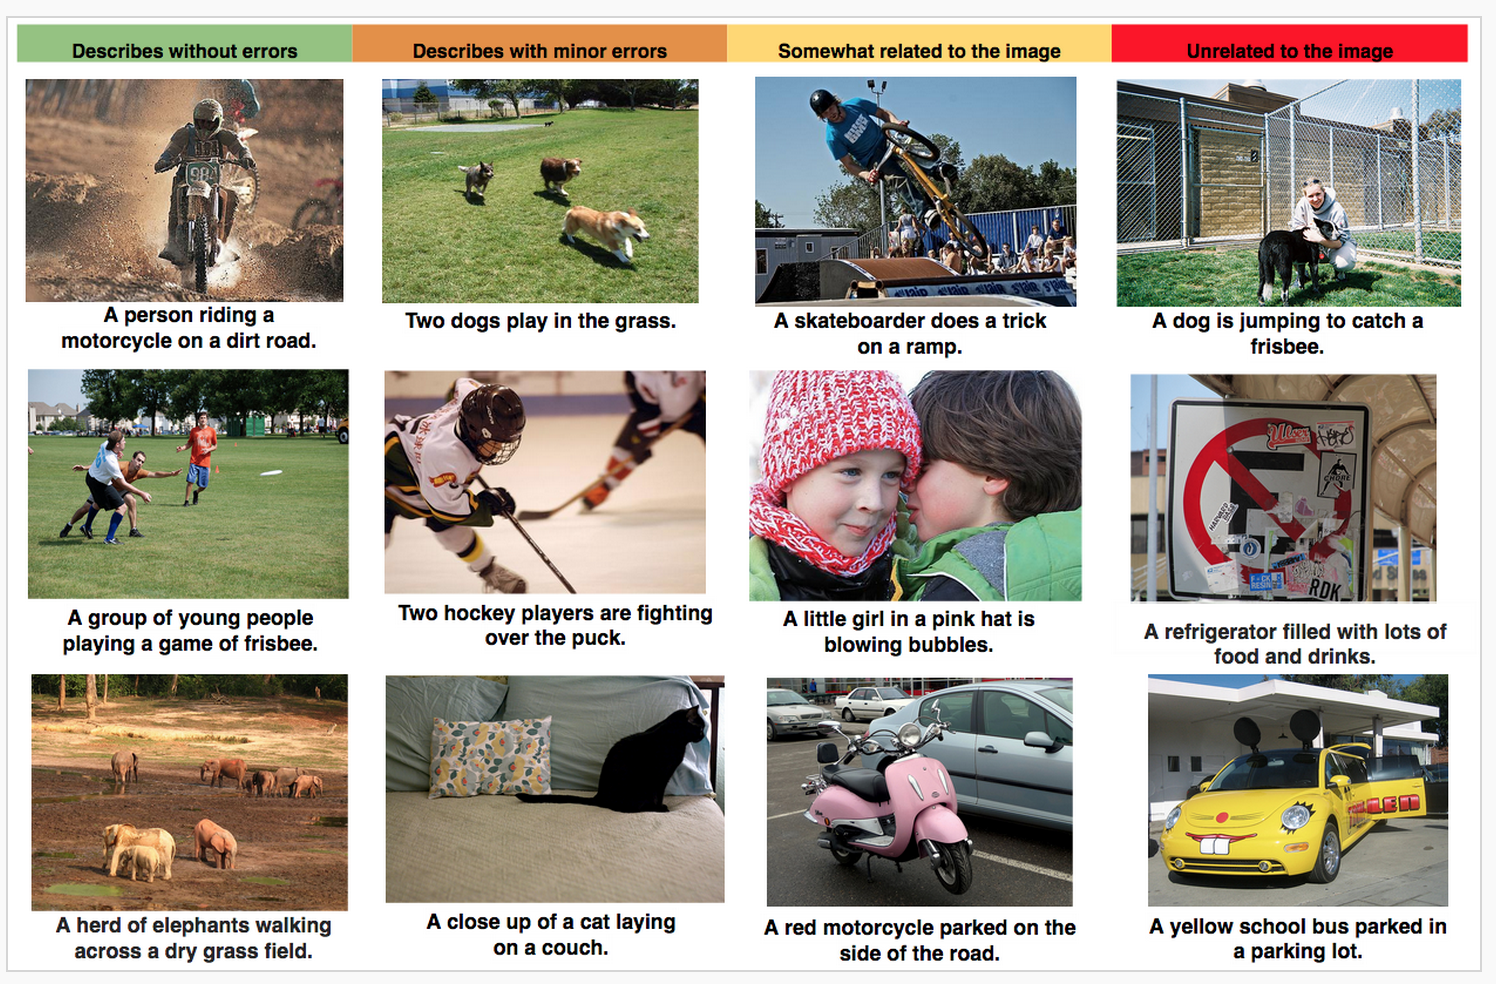 Describes without errors
Describes with minor errors
Somewhat related to the image
Unrelated to the image
98
A person riding a
motorcycle on a dirt road.
Two dogs play in the grass.
A skateboarder does a trick
on a ramp.
A dog is jumping to catch a
frisbee.
A group of young people
playing a game of frisbee.
Two hockey players are fighting
over the puck.
A little girl in a pink hat is
blowing bubbles.
RDK
A refrigerator filled with lots of
food and drinks.
A herd of elephants walking
across a dry grass field.
A close up of a cat laying
on a couch.
A red motorcycle parked on the
side of the road.
A yellow school bus parked in
a parking lot.